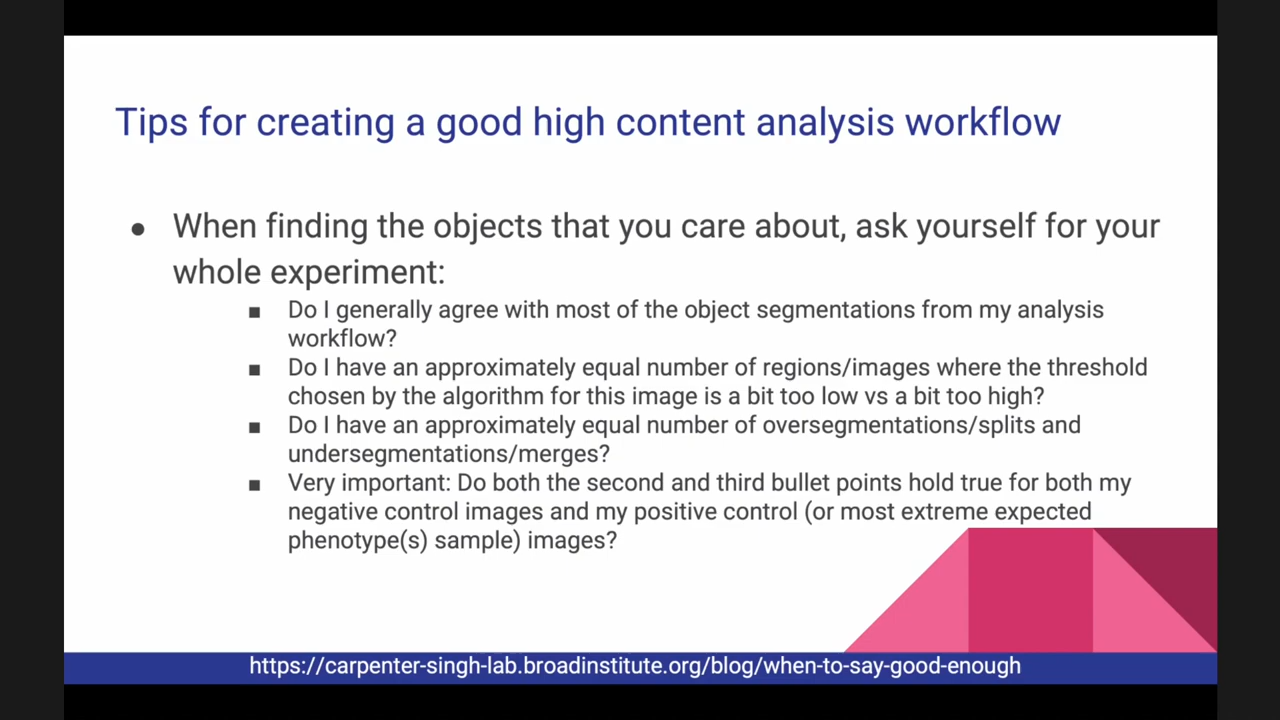 Tips for creating a good high content analysis workflow
● When finding the objects that you care about, ask yourself for your
whole experiment:
■ Do I generally agree with most of the object segmentations from my analysis
workflow?
■ Do I have an approximately equal number of regions/images where the threshold
chosen by the algorithm for this image is a bit too low vs a bit too high?
■ Do I have an approximately equal number of oversegmentations/splits and
undersegmentations/merges?
■ Very important: Do both the second and third bullet points hold true for both my
negative control images and my positive control (or most extreme expected
phenotype(s) sample) images?
https://carpenter-singh-lab.broadinstitute.org/blog/when-to-say-good-enough